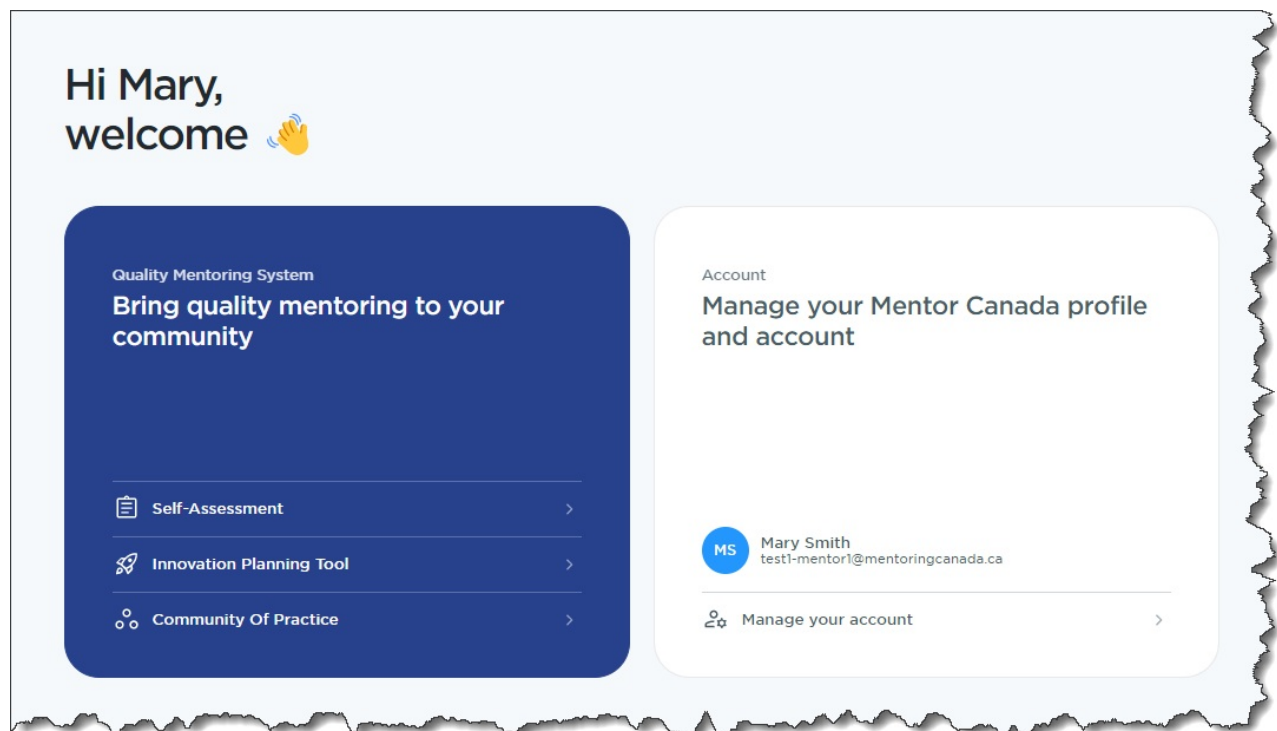 Hi Mary,
welcome 👋
Quality Mentoring System
Bring quality mentoring to your
community
Self-Assessment
Innovation Planning Tool
Community Of Practice
Account
Manage your Mentor Canada profile
and account
MS
Mary Smith
test1-mentor1@mentoringcanada.ca
Manage your account